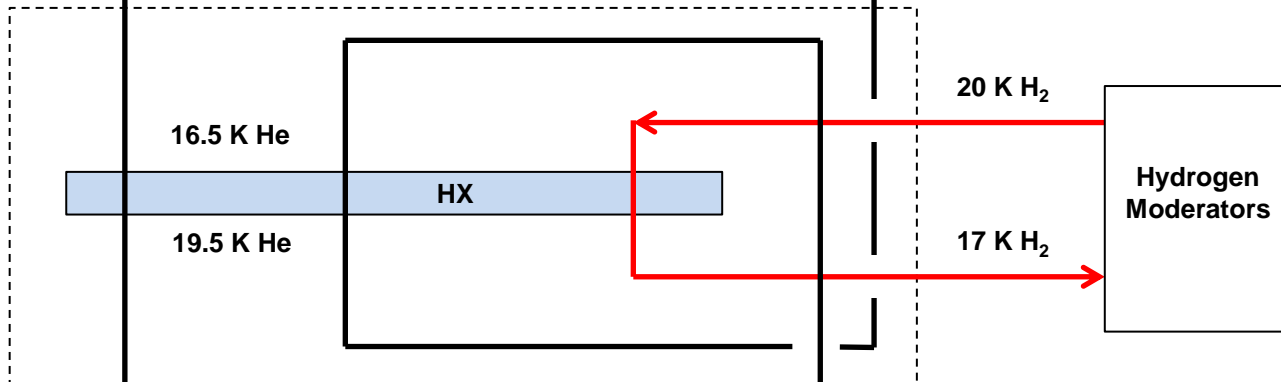 20 K H₂
16.5 K He
HX
Hydrogen
Moderators
19.5 K He
17 K H₂